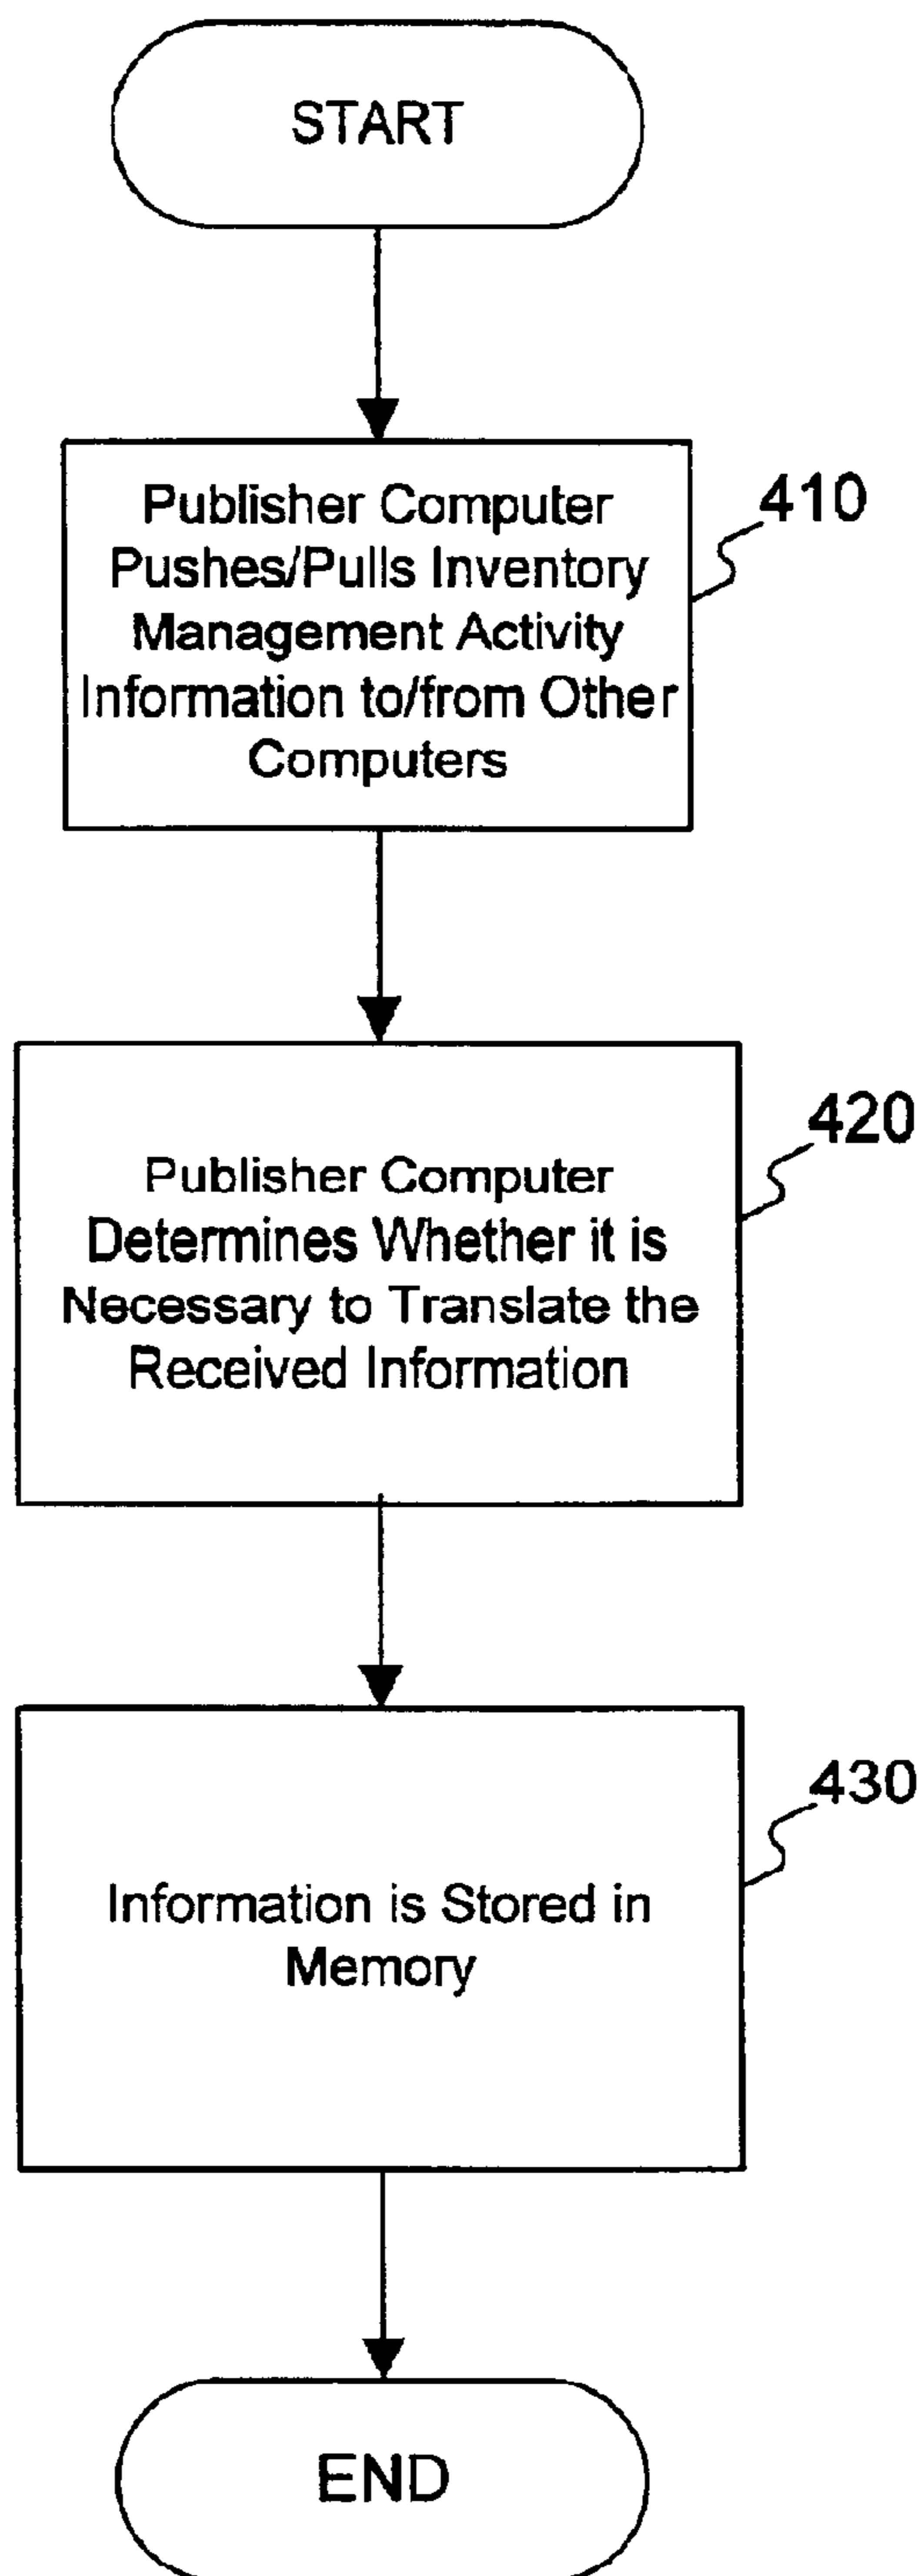 START
Publisher Computer
Pushes/Pulls Inventory
Management Activity
Information to/from Other
Computers
410
Publisher Computer
Determines Whether it is
Necessary to Translate the
Received Information
420
Information is Stored in
Memory
430
END